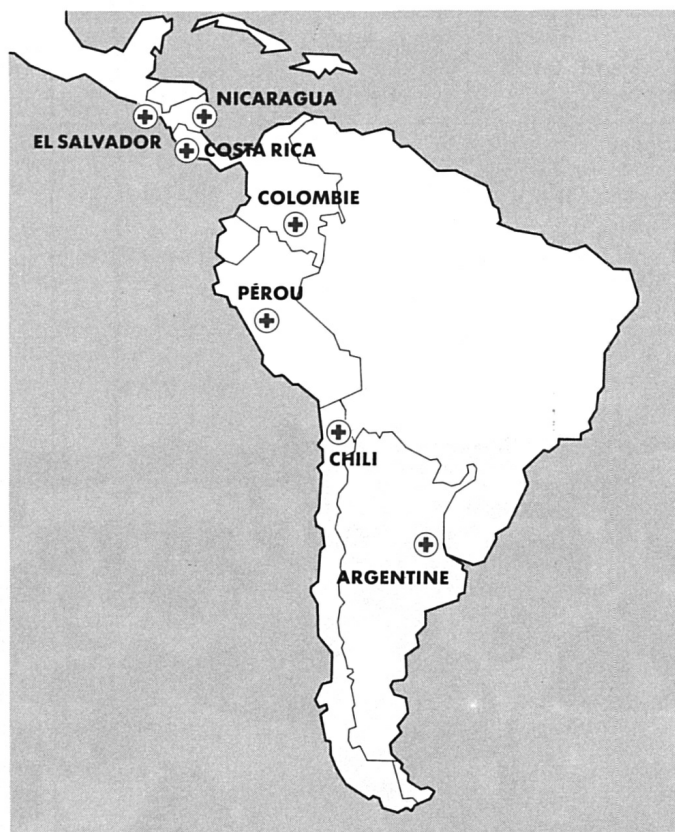 NICARAGUA
EL SALVADOR
COSTA RICA
COLOMBIE
PÉROU
CHILI
ARGENTINE